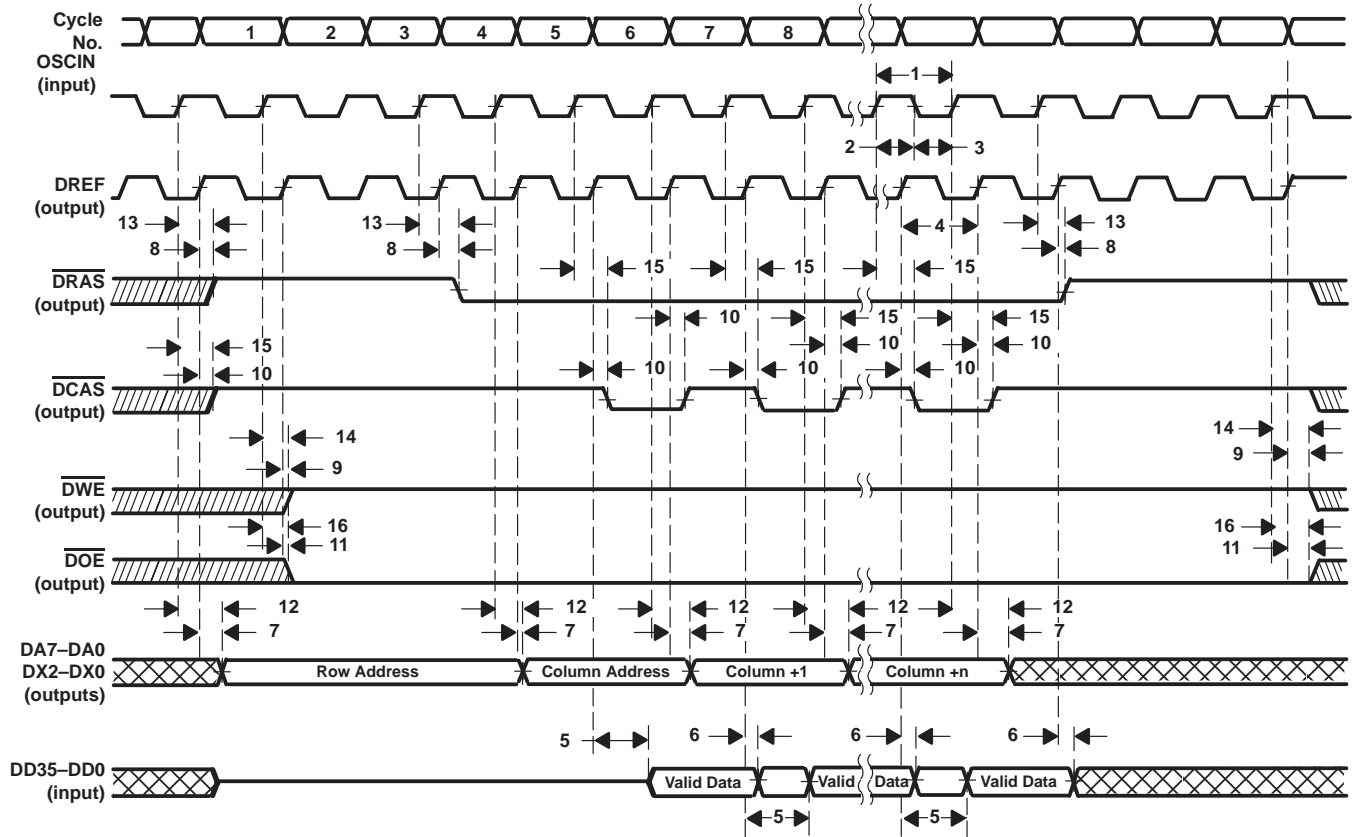 Cycle
No.
1 2 3 4 5 6 7 8
OSCIN
(input)
1
2 3
DREF
(output)
13 13 4 13
8 8 8
DRAS
(output)
15 15 15
10 15 15
10 10
15
10 10 10 10
DCAS
(output)
14 14
9 9
DWE
(output)
16 16
11 11
DOE
(output)
12 12 12 12 12
7 7 7 7 7
DA7–DA0
DX2–DX0
(outputs)
Row Address Column Address Column +1 Column +n
5 6 6 6
DD35–DD0
(input)
Valid Data Valid Data Valid Data
5 5